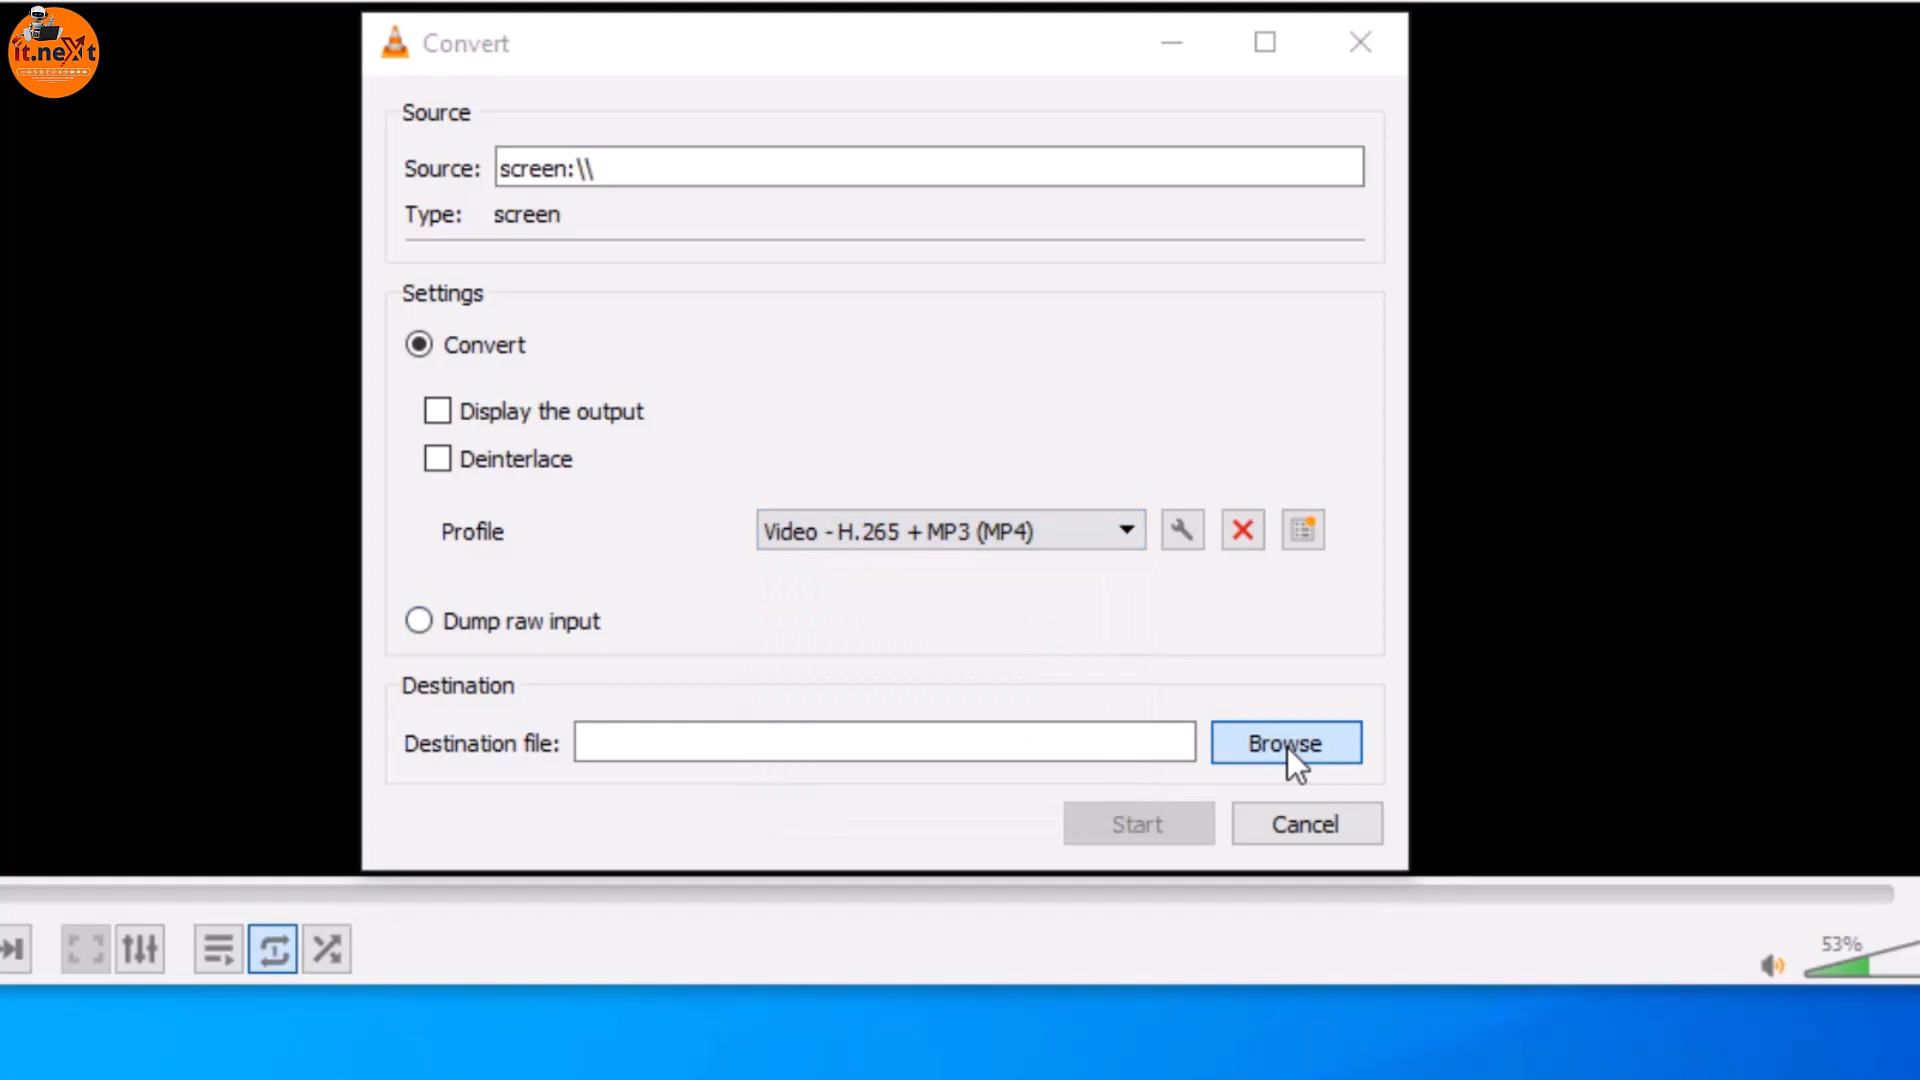 it.neXt
Convert
Source
Source: screen:\\
Type: screen
Settings
Convert
Display the output
Deinterlace
Profile Video - H.265 + MP3 (MP4)
Dump raw input
Destination
Destination file: Browse
Start Cancel
53%